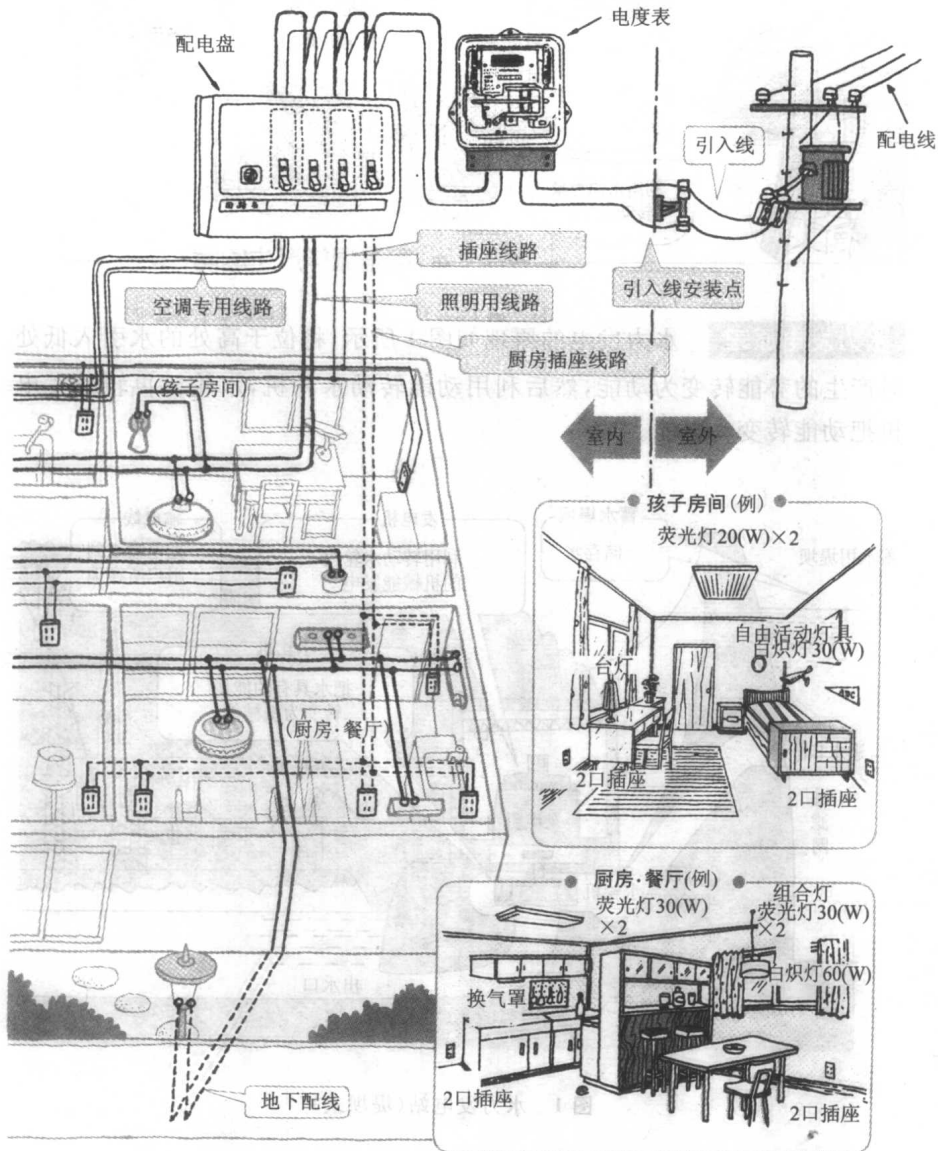 电度表
配电盘
配电线
引入线
插座线路
空调专用线路
照明用线路
引入线安装点
厨房插座线路
(孩子房间)
室内
室外
孩子房间(例)
荧光灯20(W)×2
自由活动灯具
白炽灯30(W)
台灯
2口插座
2口插座
(厨房·餐厅)
厨房·餐厅(例)
荧光灯30(W)
×2
组合灯
荧光灯30(W)
×2
白炽灯60(W)
换气罩
2口插座
2口插座
地下配线